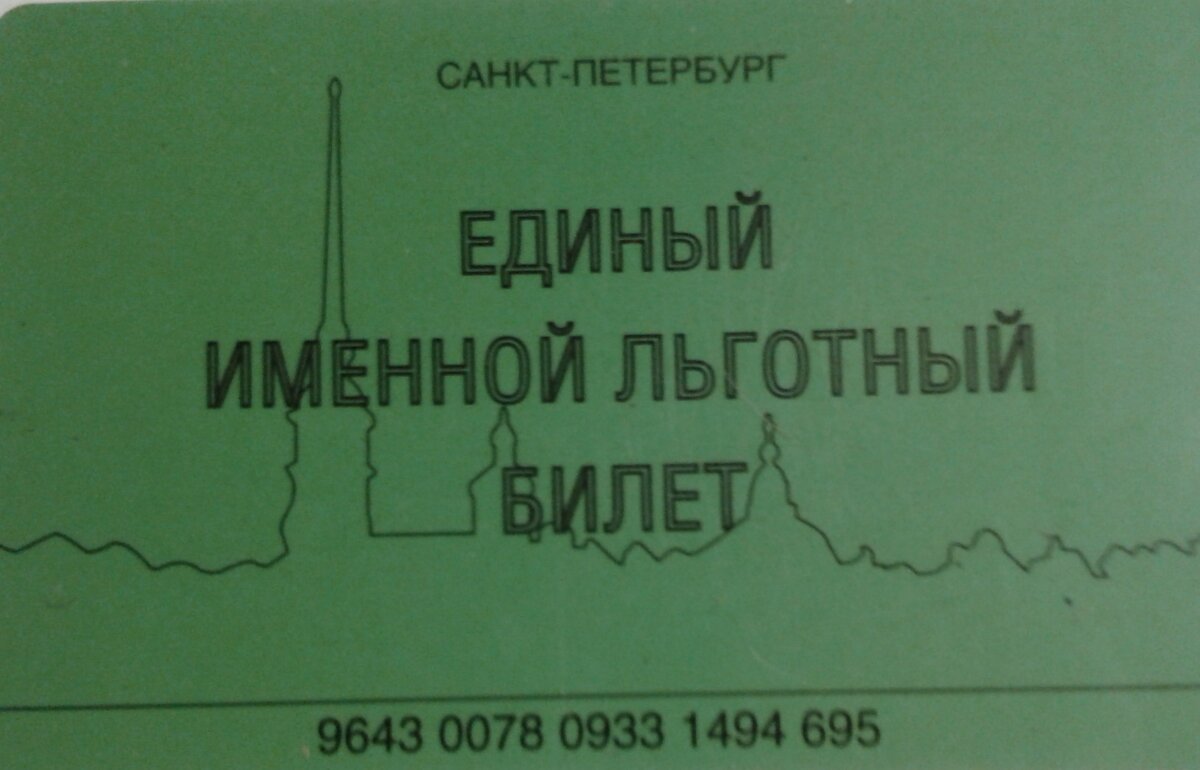 САНКТ-ПЕТЕРБУРГ
ЕДИНЫЙ
ИМЕННОЙ ЛЬГОТНЫЙ
БИЛЕТ
9643 0078 0933 1494 695